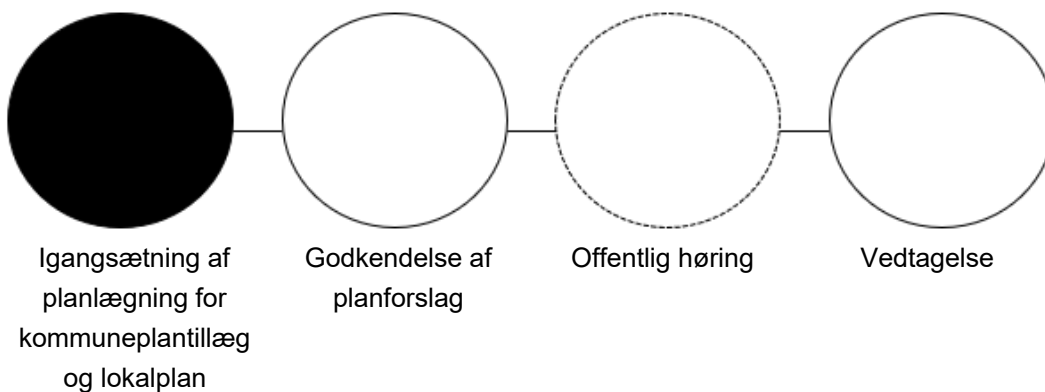 Igangsætning af
planlægning for
kommuneplantillæg
og lokalplan
Godkendelse af
planforslag
Offentlig høring
Vedtagelse